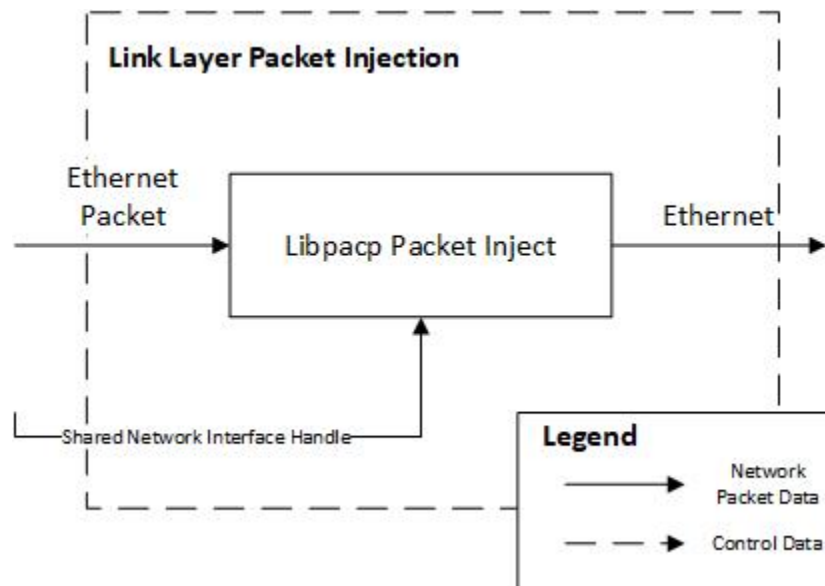 Link Layer Packet Injection
Ethernet
Packet
Libpacp Packet Inject
Ethernet
Shared Network Interface Handle
Legend
Network
Packet Data
Control Data